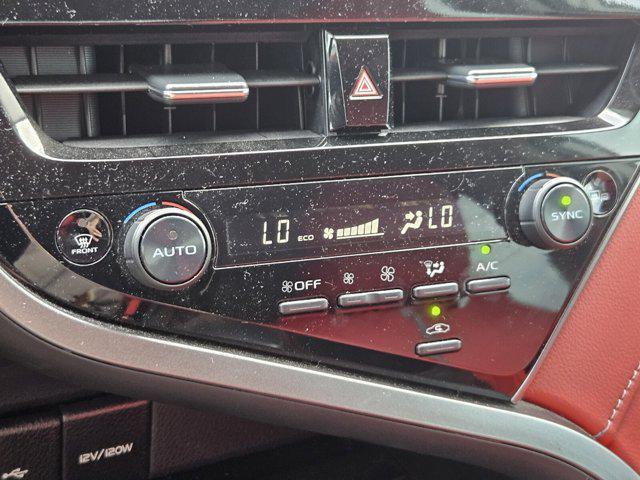 LO ECO LO
FRONT
AUTO
SYNC
OFF
A/C
12V/120W